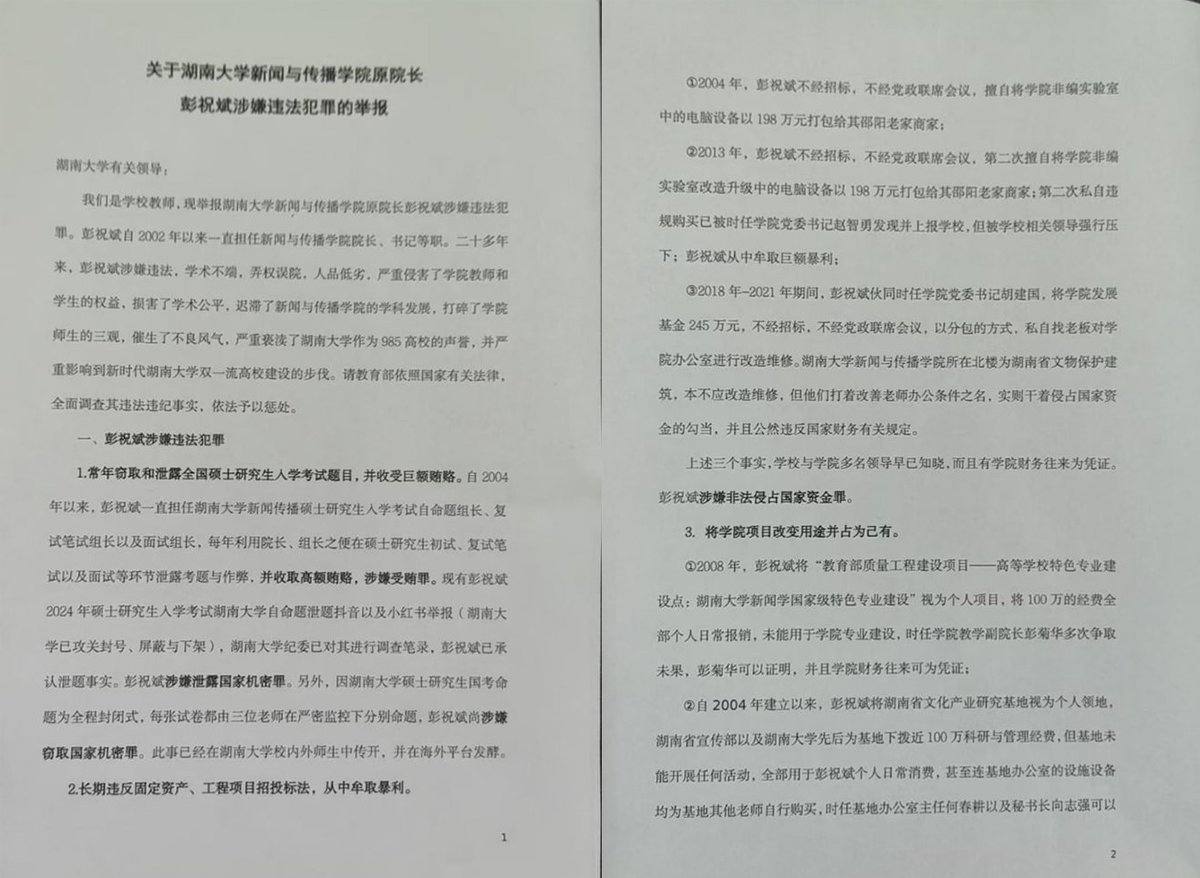 关于湖南大学新闻与传播学院原院长
彭祝斌涉嫌违法犯罪的举报
湖南大学有关领导：
我们是学校教师，现举报湖南大学新闻与传播学院原院长彭祝斌涉嫌违法犯
罪。彭祝斌自 2002 年以来一直担任新闻与传播学院院长、书记等职。二十多年
来，彭祝斌涉嫌违法，学术不端，弄权误院，人品低劣，严重侵害了学院教师和
学生的权益，损害了学术公平，迟滞了新闻与传播学院的学科发展，打碎了学院
师生的三观，催生了不良风气，严重亵渎了湖南大学作为 985 高校的声誉，并严
重影响到新时代湖南大学双一流高校建设的步伐。请教育部依照国家有关法律，
全面调查其违法违纪事实，依法予以惩处。
一、彭祝斌涉嫌违法犯罪
1.常年窃取和泄露全国硕士研究生入学考试题目，并收受巨额贿赂。自 2004
年以来，彭祝斌一直担任湖南大学新闻传播硕士研究生入学考试自命题组长、复
试笔试组长以及面试组长，每年利用院长、组长之便在硕士研究生初试、复试笔
试以及面试等环节泄露考题与作弊，并收取高额贿赂，涉嫌受贿罪。现有彭祝斌
2024 年硕士研究生入学考试湖南大学自命题泄题抖音以及小红书举报（湖南大
学已攻关封号、屏蔽与下架），湖南大学纪委已对其进行调查笔录，彭祝斌已承
认泄题事实。彭祝斌涉嫌泄露国家机密罪。另外，因湖南大学硕士研究生国考命
题为全程封闭式，每张试卷都由三位老师在严密监控下分别命题，彭祝斌尚涉嫌
窃取国家机密罪。此事已经在湖南大学校内外师生中传开，并在海外平台发酵。
2.长期违反固定资产、工程项目招投标法，从中牟取暴利。
1
①2004 年，彭祝斌不经招标，不经党政联席会议，擅自将学院非编实验室
中的电脑设备以 198 万元打包给其邵阳老家商家；
②2013 年，彭祝斌不经招标，不经党政联席会议，第二次擅自将学院非编
实验室改造升级中的电脑设备以 198 万元打包给其邵阳老家商家；第二次私自违
规购买已被时任学院党委书记赵智勇发现并上报学校，但被学校相关领导强行压
下；彭祝斌从中牟取巨额暴利；
③2018 年-2021 年期间，彭祝斌伙同时任学院党委书记胡建国，将学院发展
基金 245 万元，不经招标，不经党政联席会议，以分包的方式，私自找老板对学
院办公室进行改造维修。湖南大学新闻与传播学院所在北楼为湖南省文物保护建
筑，本不应改造维修，但他们打着改善老师办公条件之名，实则干着侵占国家资
金的勾当，并且公然违反国家财务有关规定。
上述三个事实，学校与学院多名领导早已知晓，而且有学院财务往来为凭证。
彭祝斌涉嫌非法侵占国家资金罪。
3. 将学院项目改变用途并占为己有。
①2008 年，彭祝斌将“教育部质量工程建设项目——高等学校特色专业建
设点：湖南大学新闻学国家级特色专业建设”视为个人项目，将 100 万的经费全
部个人日常报销，未能用于学院专业建设，时任学院教学副院长彭菊华多次争取
未果，彭菊华可以证明，并且学院财务往来可为凭证；
②自 2004 年建立以来，彭祝斌将湖南省文化产业研究基地视为个人领地，
湖南省宣传部以及湖南大学先后为基地下拨近 100 万科研与管理经费，但基地未
能开展任何活动，全部用于彭祝斌个人日常消费，甚至连基地办公室的设施设备
均为基地其他老师自行购买，时任基地办公室主任何春耕以及秘书长向志强可以
2